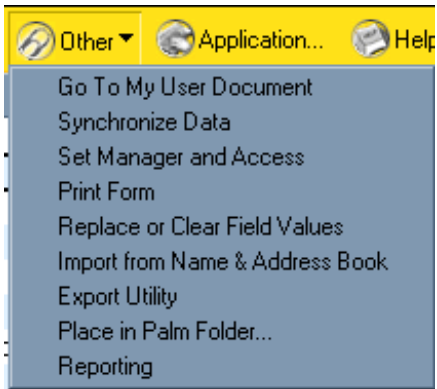 Other Application... Help
Go To My User Document
Synchronize Data
Set Manager and Access
Print Form
Replace or Clear Field Values
Import from Name & Address Book
Export Utility
Place in Palm Folder...
Reporting